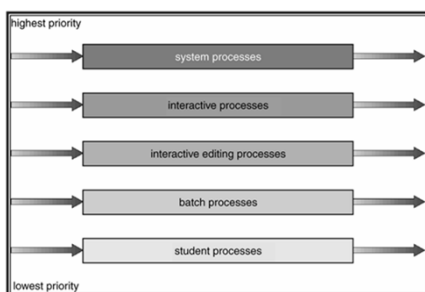 highest priority
system processes
interactive processes
interactive editing processes
batch processes
student processes
lowest priority